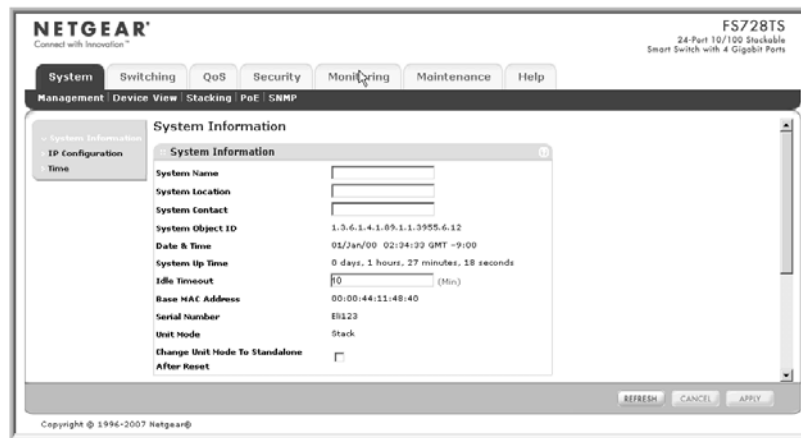 NETGEAR®
Connect with Innovation™
FS728TS
24-Port 10/100 Stackable
Smart Switch with 4 Gigabit Ports
System Switching QoS Security Monitoring Maintenance Help
Management Device View Stacking PoE SNMP
System Information
IP Configuration
Time
System Information
System Information
System Name
System Location
System Contact
System Object ID 1.3.6.1.4.1.89.1.1.3955.6.12
Date & Time 01/Jan/00 02:34:33 GMT -9:00
System Up Time 0 days, 1 hours, 27 minutes, 18 seconds
Idle Timeout 10 (Min)
Base MAC Address 00:00:44:11:48:40
Serial Number Eli123
Unit Mode Stack
Change Unit Mode To Standalone
After Reset
REFRESH CANCEL APPLY
Copyright © 1996-2007 Netgear®